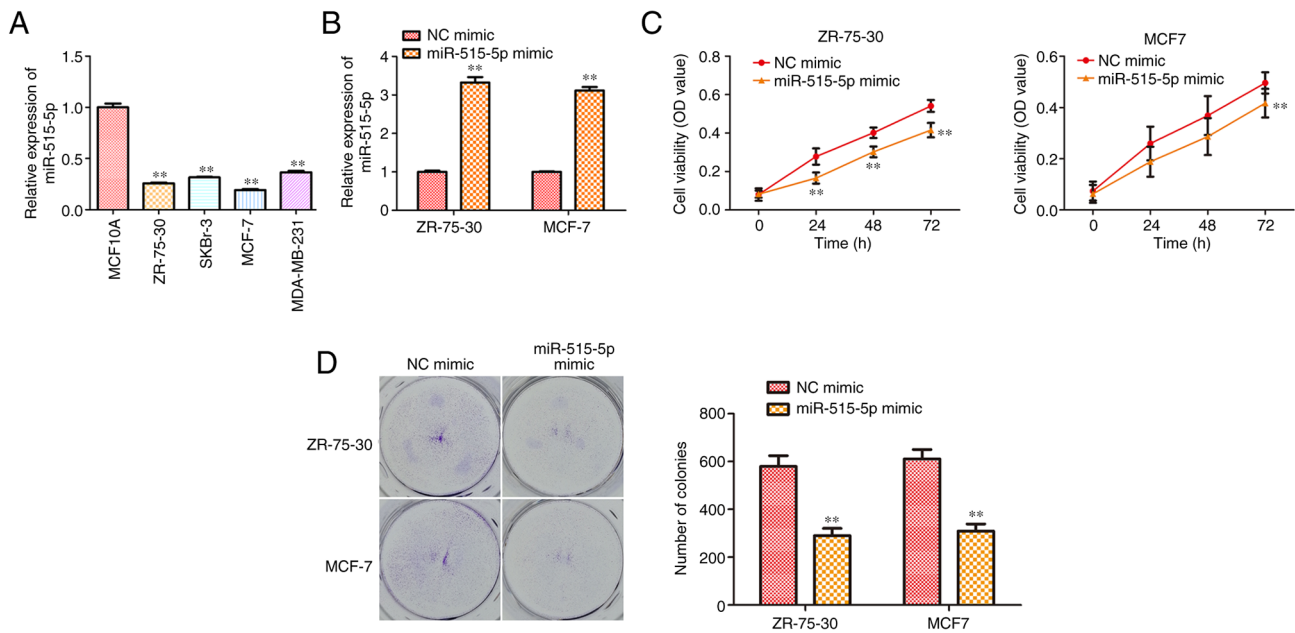 A
Relative expression of
miR-515-5p
1.5
1.0
0.5
0.0
**
**
**
**
MCF10A
ZR-75-30
SKBr-3
MCF-7
MDA-MB-231
B
NC mimic
miR-515-5p mimic
Relative expression of
miR-515-5p
4
3
2
1
0
**
**
ZR-75-30
MCF-7
C
ZR-75-30
NC mimic
miR-515-5p mimic
Cell viability (OD value)
0.8
0.6
0.4
0.2
0.0
**
**
**
0
24
48
72
Time (h)
MCF7
NC mimic
miR-515-5p mimic
Cell viability (OD value)
0.6
0.4
0.2
0.0
**
0
24
48
72
Time (h)
D
NC mimic
miR-515-5p
mimic
ZR-75-30
MCF-7
NC mimic
miR-515-5p mimic
Number of colonies
800
600
400
200
0
**
**
ZR-75-30
MCF7